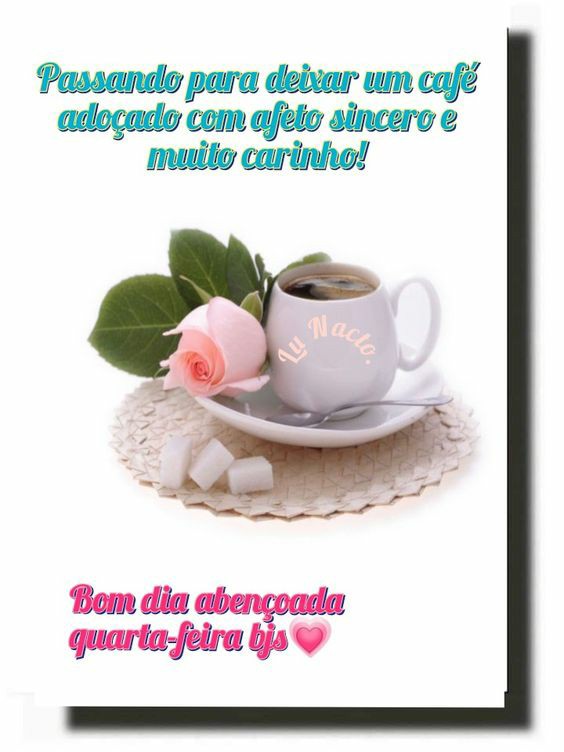 Passando para deixar um café
adoçado com afeto sincero e
muito carinho!
Lu Nacto.
Bom dia abençoada
quarta-feira bjs